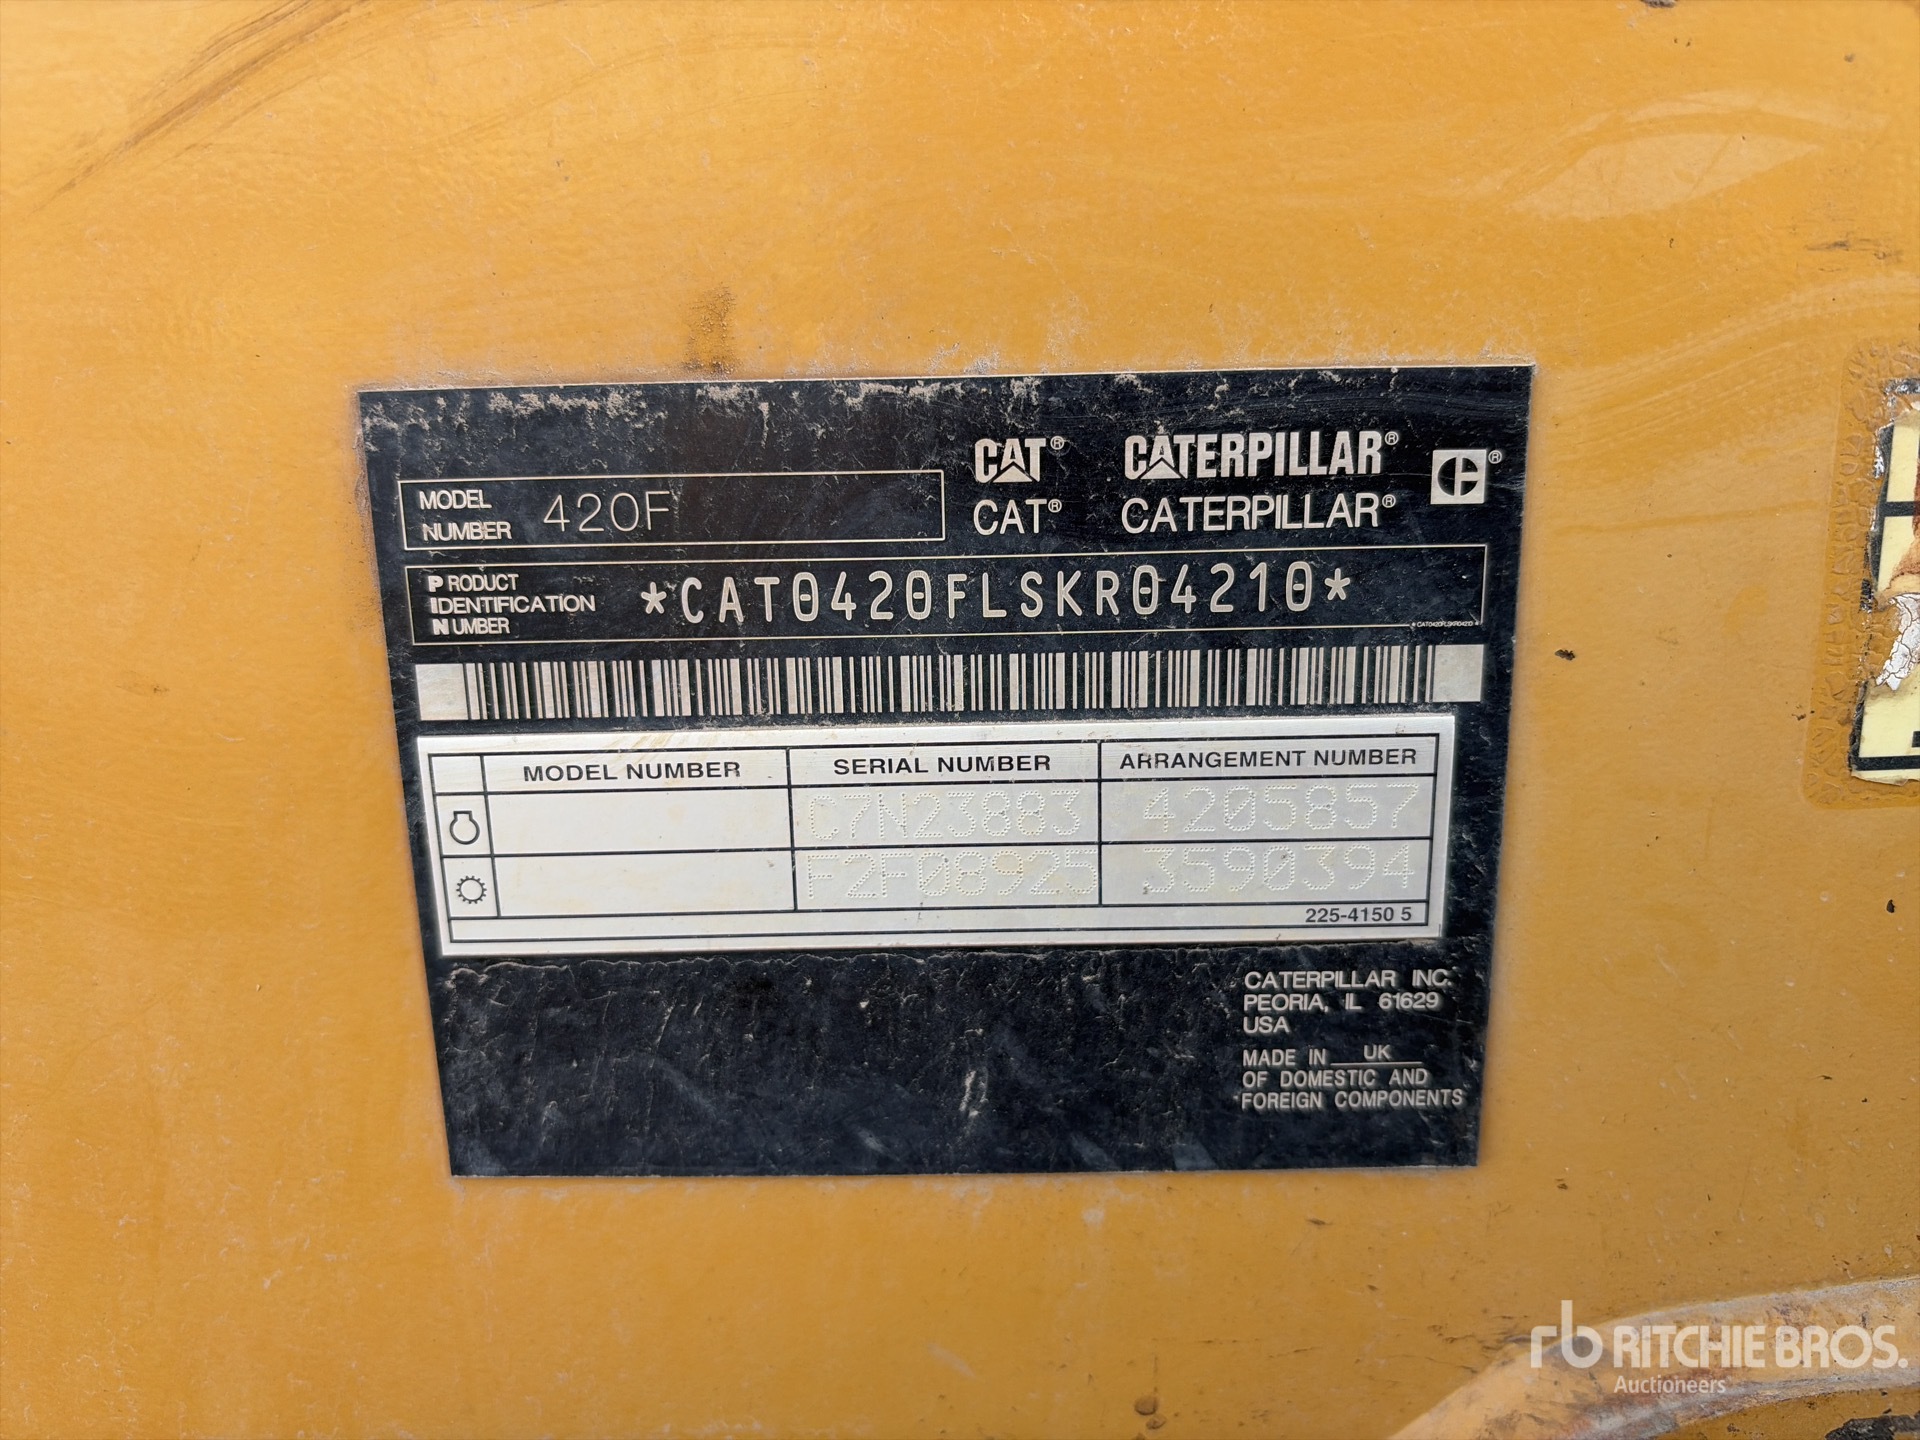 CAT® CATERPILLAR® ®
CAT® CATERPILLAR®
MODEL
NUMBER 420F
PRODUCT
IDENTIFICATION
NUMBER
*CAT0420FLSKR04210*
*CAT0420FLSKR04210*
MODEL NUMBER SERIAL NUMBER ARRANGEMENT NUMBER
C7N23883 4205857
F2F08925 3590394
225-4150 5
CATERPILLAR INC.
PEORIA, IL 61629
USA
MADE IN UK
OF DOMESTIC AND
FOREIGN COMPONENTS
rb RITCHIE BROS.
Auctioneers